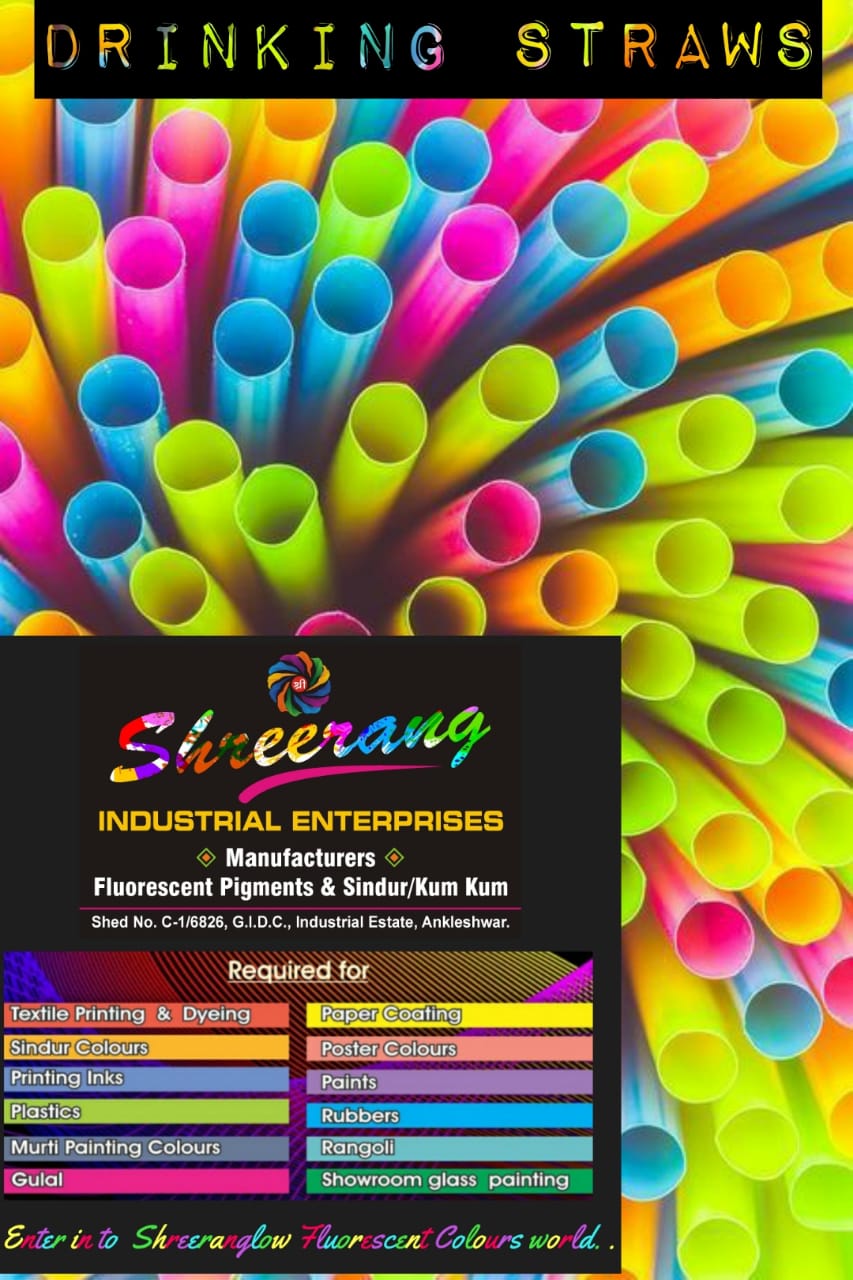 DRINKING STRAWS
श्री
Shreerang
INDUSTRIAL ENTERPRISES
Manufacturers
Fluorescent Pigments & Sindur/Kum Kum
Shed No. C-1/6826, G.I.D.C., Industrial Estate, Ankleshwar.
Required for
Textile Printing & Dyeing
Sindur Colours
Printing Inks
Plastics
Murti Painting Colours
Gulal
Paper Coating
Poster Colours
Paints
Rubbers
Rangoli
Showroom glass painting
Enter in to Shreeranglow Fluorescent Colours world. .